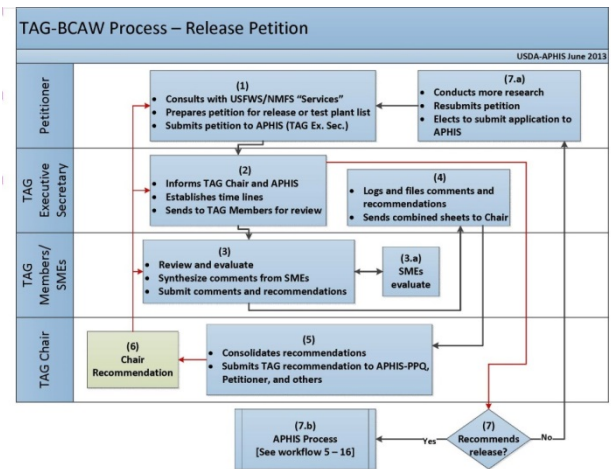 TAG-BCAW Process – Release Petition
USDA-APHIS June 2013
Petitioner
(1)
• Consults with USFWS/NMFS “Services”
• Prepares petition for release or test plant list
• Submits petition to APHIS (TAG Ex. Sec.)
(7.a)
• Conducts more research
• Resubmits petition
• Elects to submit application to
APHIS
TAG
Executive
Secretary
(2)
• Informs TAG Chair and APHIS
• Establishes time lines
• Sends to TAG Members for review
(4)
• Logs and files comments and
recommendations
• Sends combined sheets to Chair
TAG
Members/
SMEs
(3)
• Review and evaluate
• Synthesize comments from SMEs
• Submit comments and recommendations
(3.a)
SMEs
evaluate
TAG Chair
(6)
Chair
Recommendation
(5)
• Consolidates recommendations
• Submits TAG recommendation to APHIS-PPQ,
Petitioner, and others
(7.b)
APHIS Process
[See workflow 5 – 16]
Yes
(7)
Recommends
release?
No